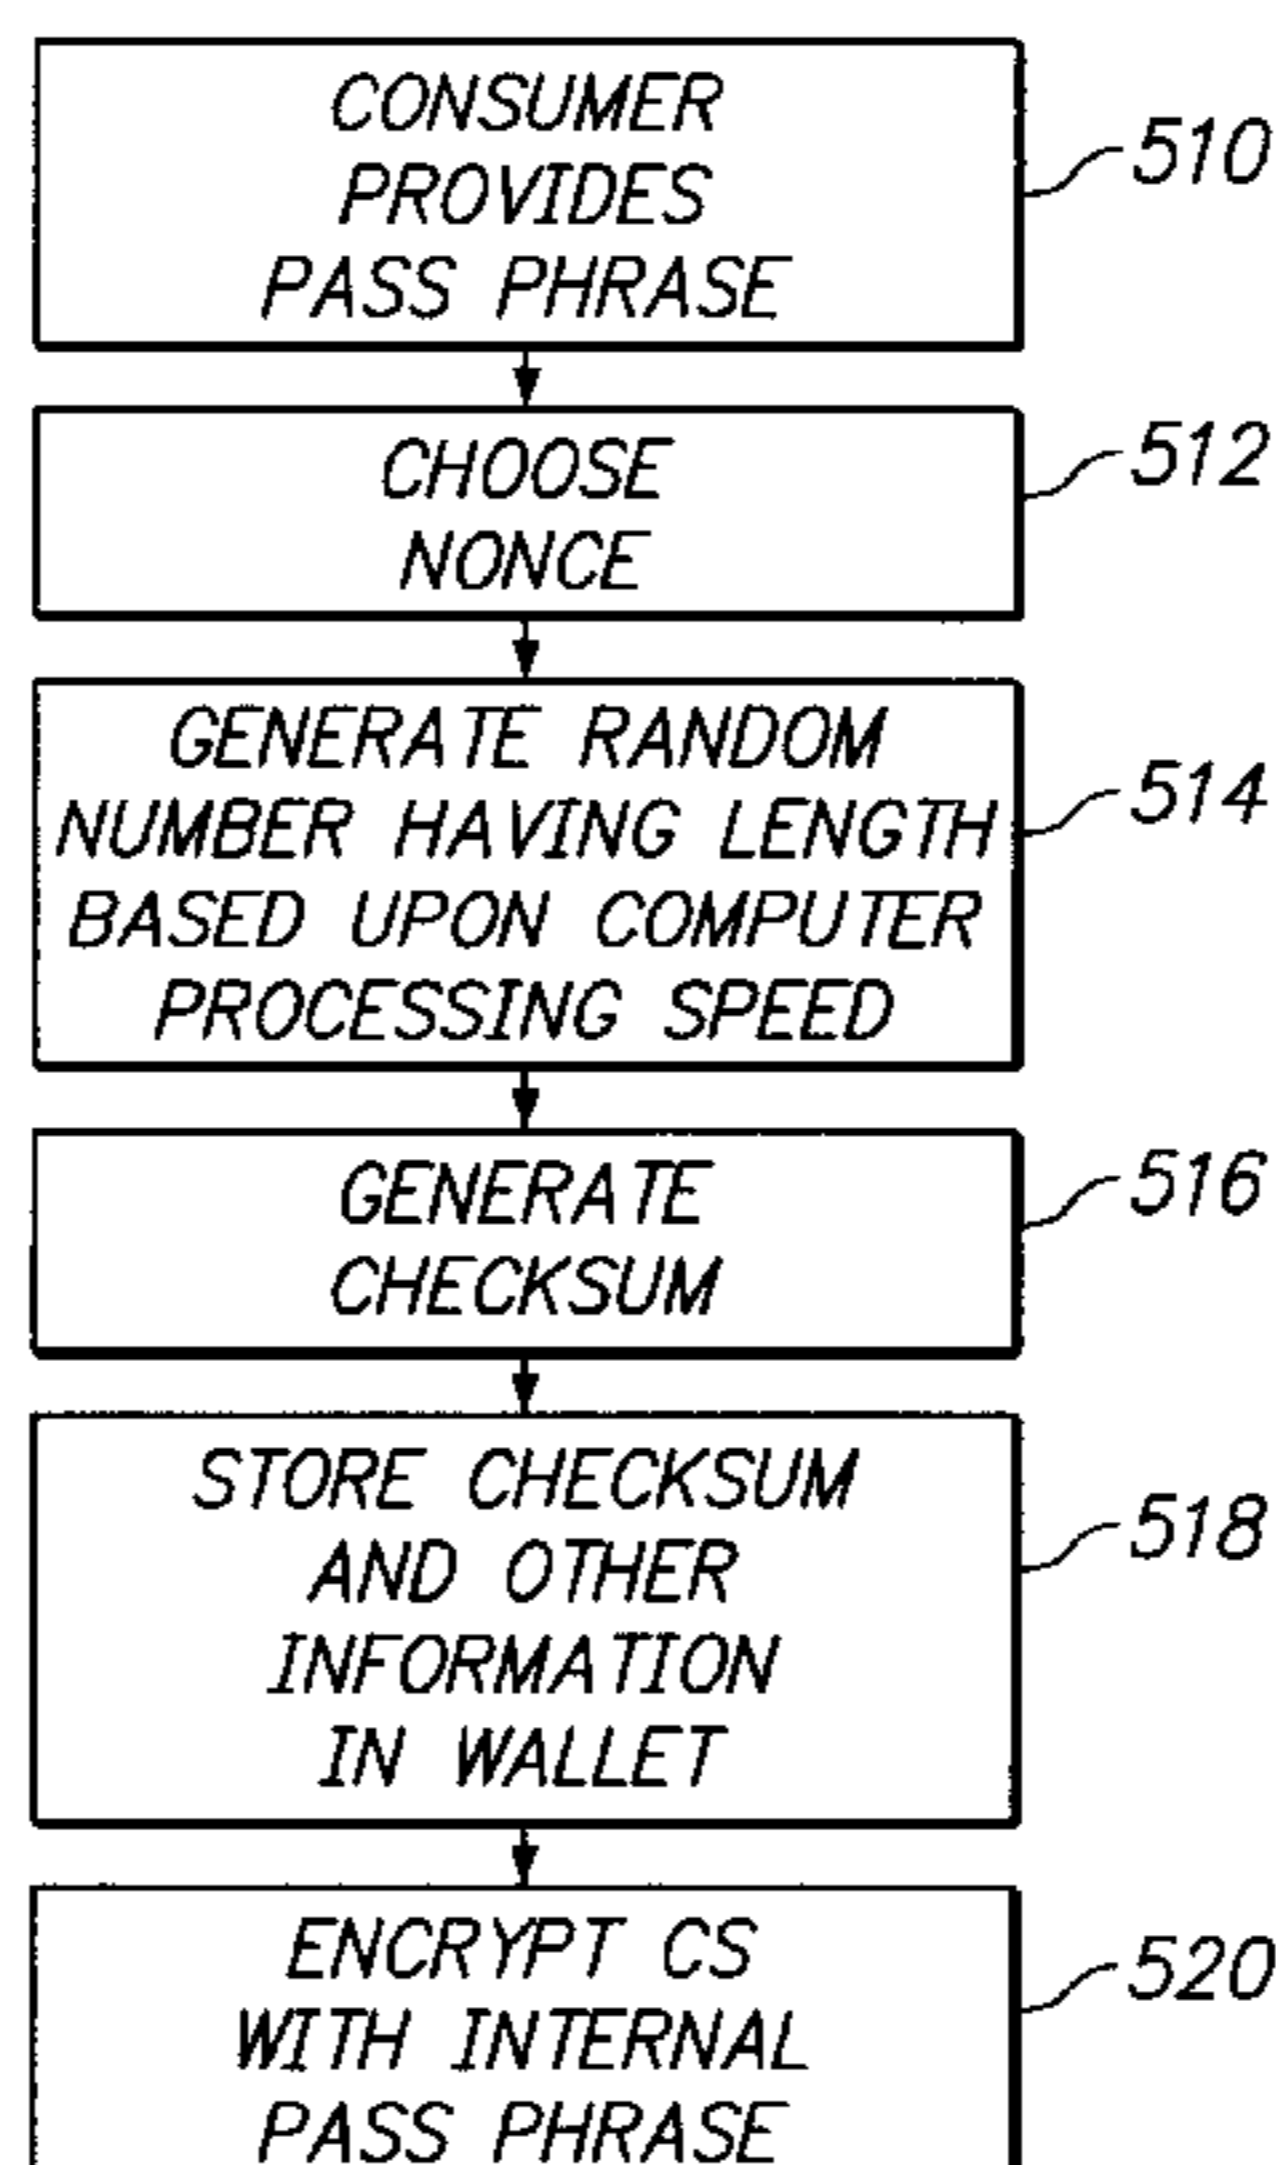 CONSUMER
PROVIDES
PASS PHRASE
510
CHOOSE
NONCE
512
GENERATE RANDOM
NUMBER HAVING LENGTH
BASED UPON COMPUTER
PROCESSING SPEED
514
GENERATE
CHECKSUM
516
STORE CHECKSUM
AND OTHER
INFORMATION
IN WALLET
518
ENCRYPT CS
WITH INTERNAL
PASS PHRASE
520